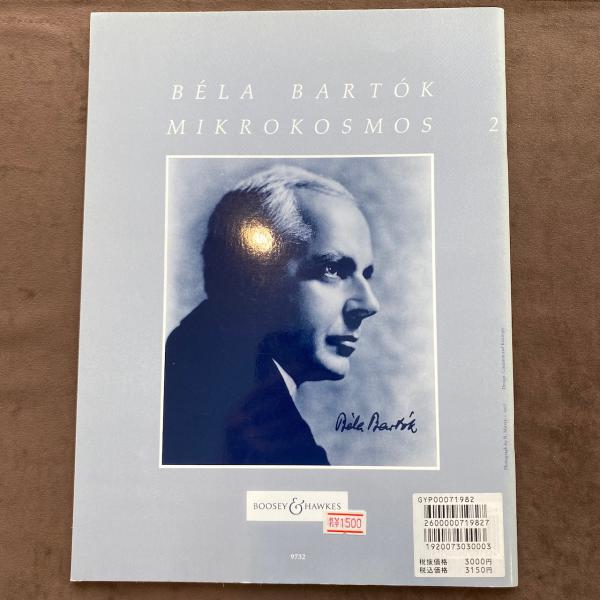 BÉLA BARTÓK
MIKROKOSMOS 2
Béla Bartók
BOOSEY & HAWKES
¥1500
9732
GYP00071982
2600000719827
1920073030003
税抜価格 3000円
税込価格 3150円